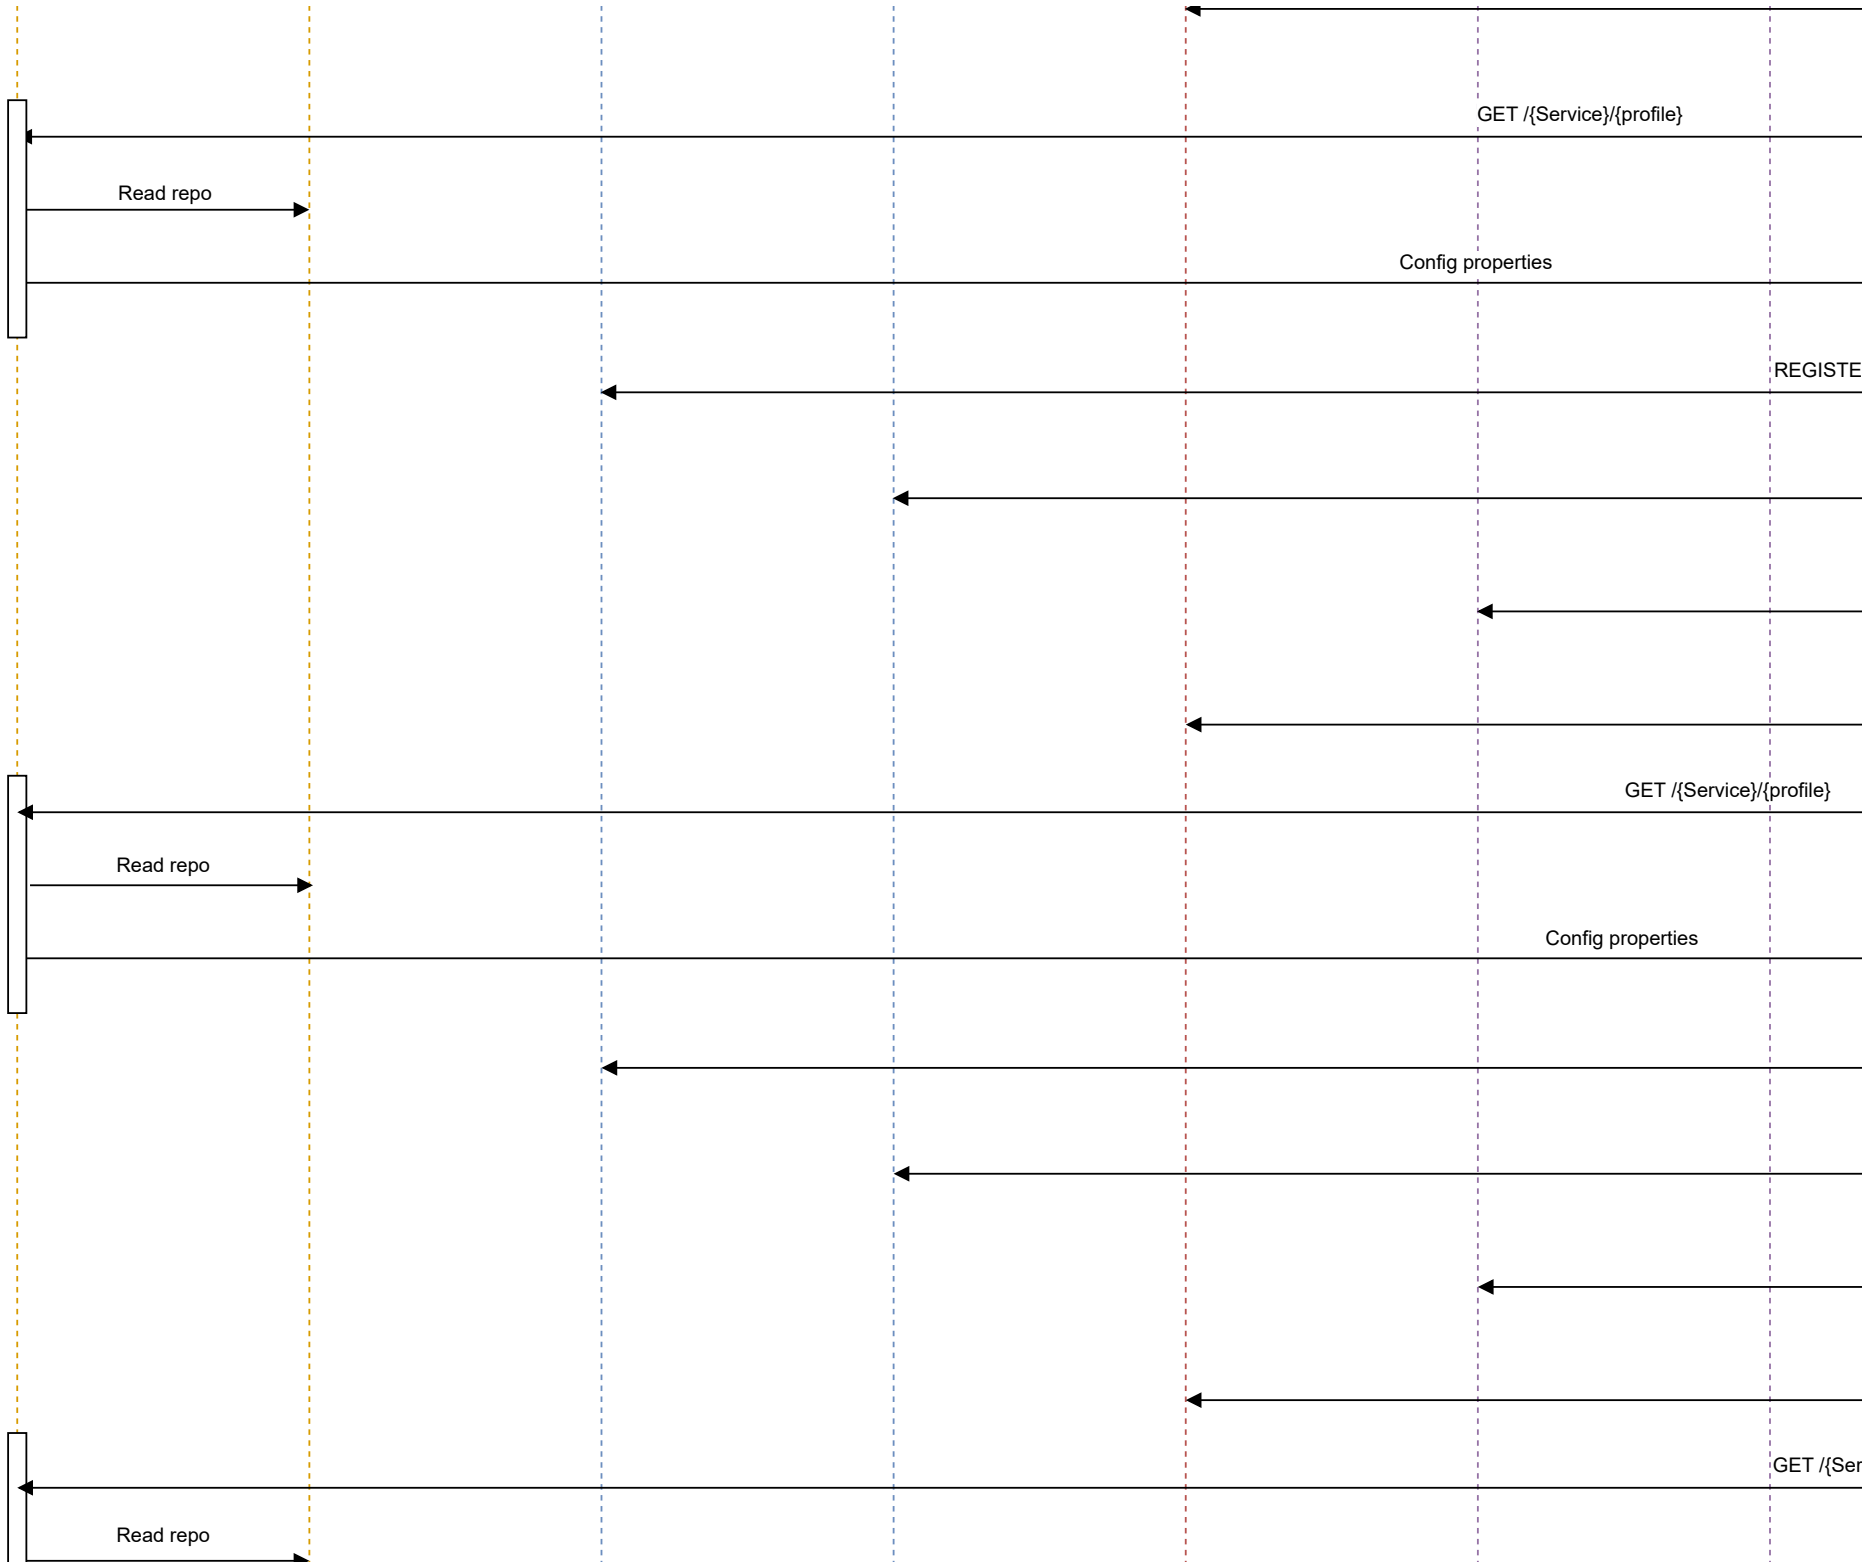 GET /{Service}/{profile}
Read repo
Config properties
REGISTE
GET /{Service}/{profile}
Read repo
Config properties
GET /{Ser
Read repo